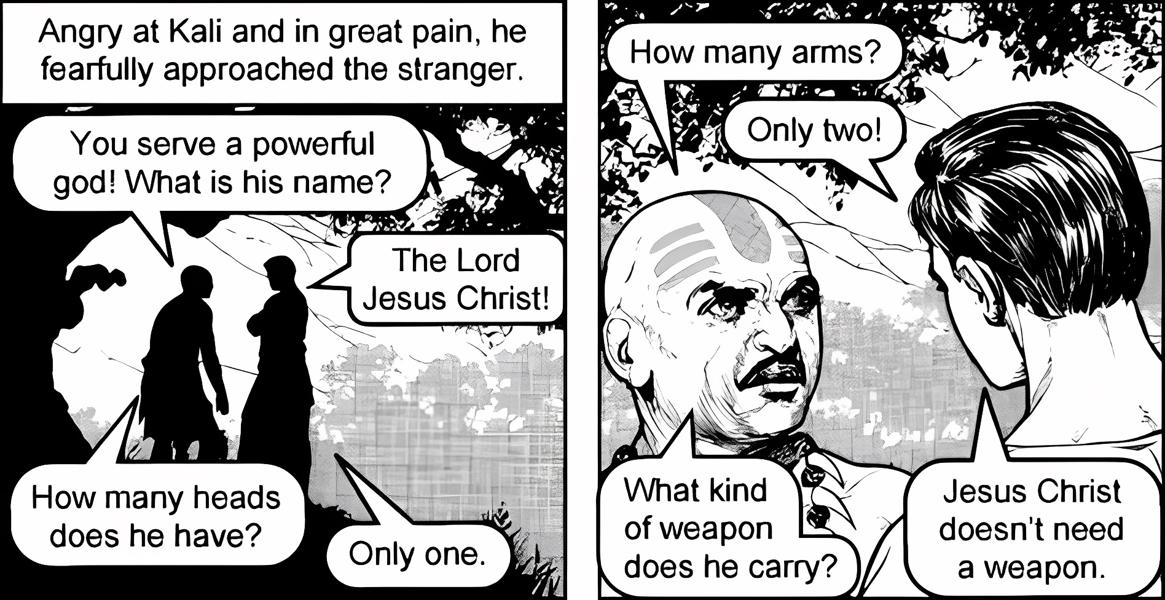 Angry at Kali and in great pain, he
fearfully approached the stranger.
You serve a powerful
god! What is his name?
The Lord
Jesus Christ!
How many heads
does he have?
Only one.
How many arms?
Only two!
What kind
of weapon
does he carry?
Jesus Christ
doesn't need
a weapon.